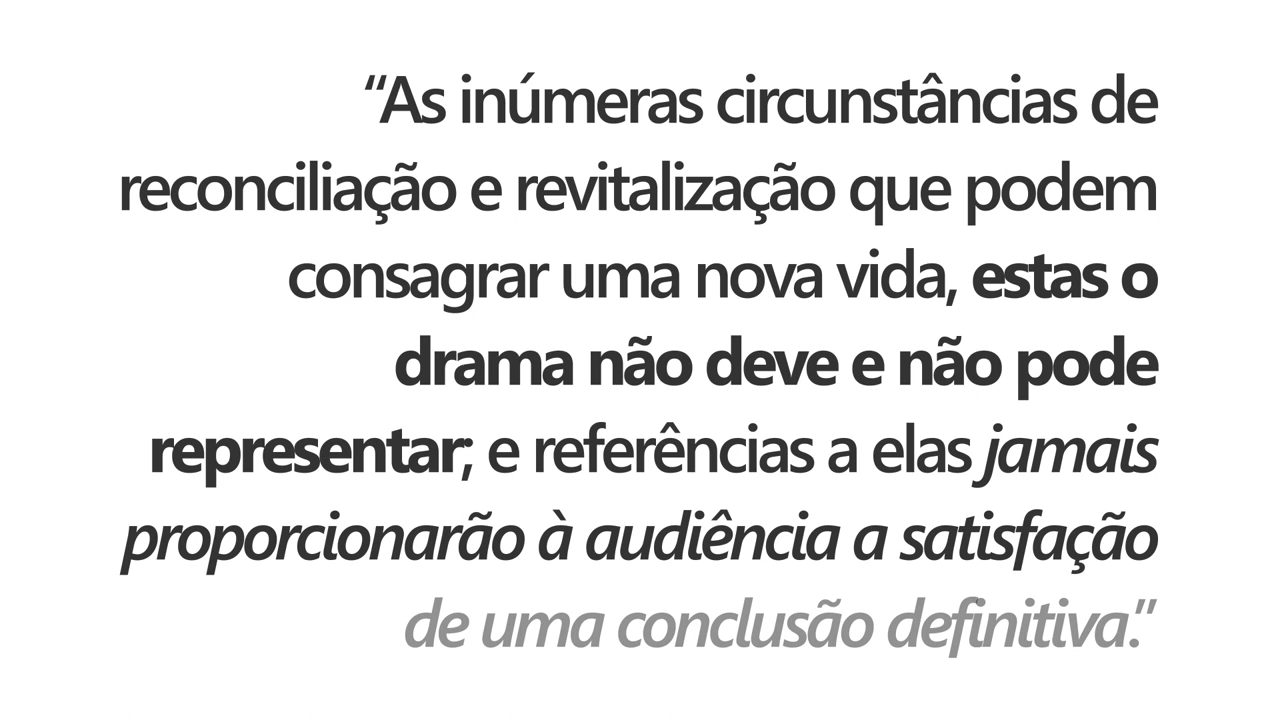 “As inúmeras circunstâncias de
reconciliação e revitalização que podem
consagrar uma nova vida, estas o
drama não deve e não pode
representar; e referências a elas jamais
proporcionarão à audiência a satisfação
de uma conclusão definitiva.”